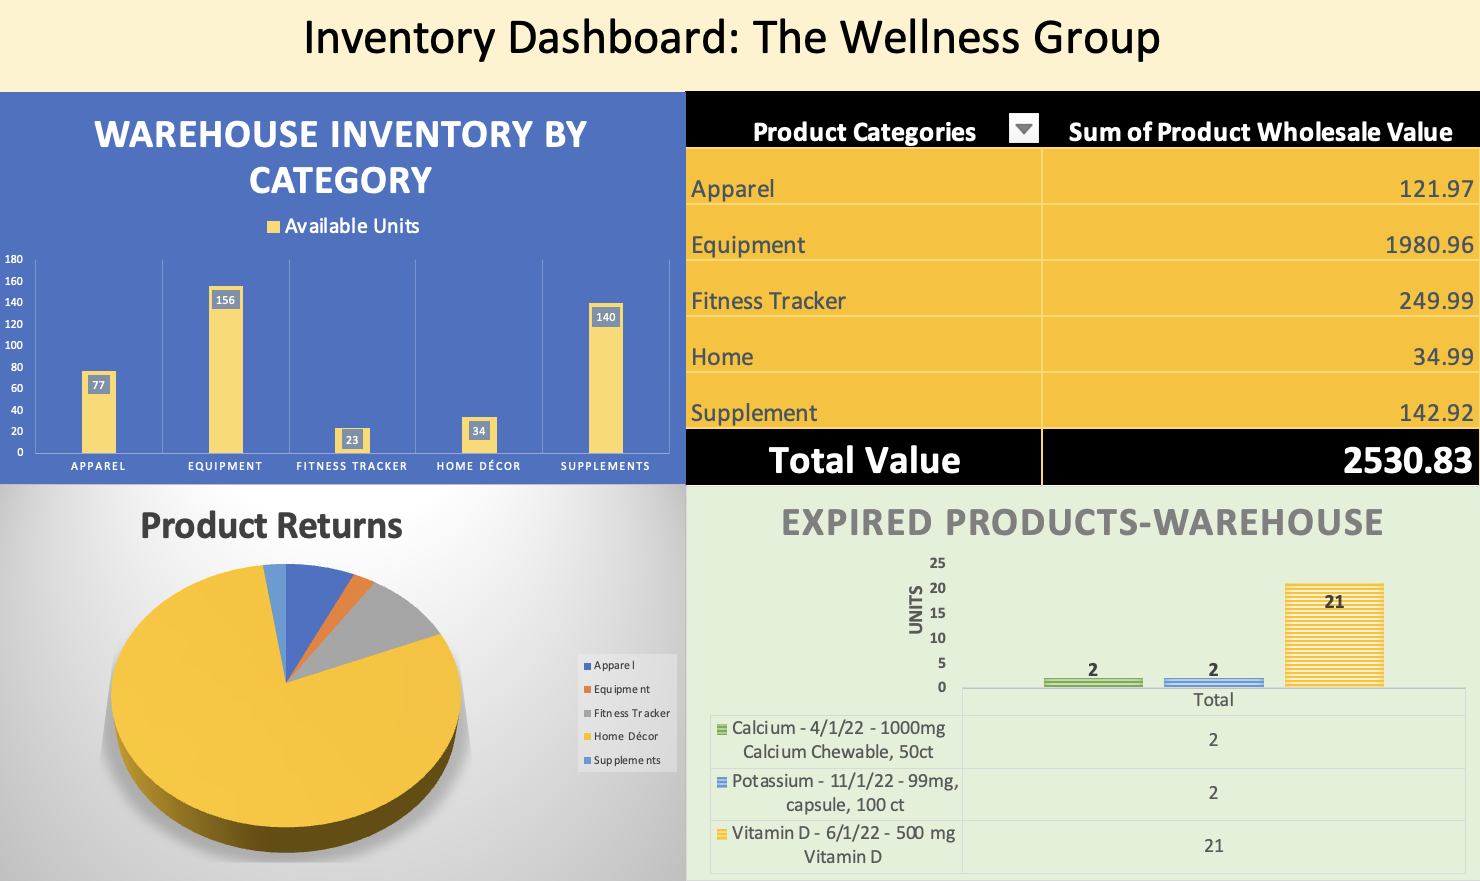 Inventory Dashboard: The Wellness Group
WAREHOUSE INVENTORY BY
CATEGORY
Available Units
180
160
140
120
100
80
60
40
20
0
77
156
23
34
140
APPAREL EQUIPMENT FITNESS TRACKER HOME DÉCOR SUPPLEMENTS
Product Categories Sum of Product Wholesale Value
Apparel 121.97
Equipment 1980.96
Fitness Tracker 249.99
Home 34.99
Supplement 142.92
Total Value 2530.83
Product Returns
Apparel
Equipment
Fitness Tracker
Home Décor
Supplements
EXPIRED PRODUCTS-WAREHOUSE
UNITS
25
20
15
10
5
0
2
2
21
Total
Calcium - 4/1/22 - 1000mg
Calcium Chewable, 50ct
2
Potassium - 11/1/22 - 99mg,
capsule, 100 ct
2
Vitamin D - 6/1/22 - 500 mg
Vitamin D
21